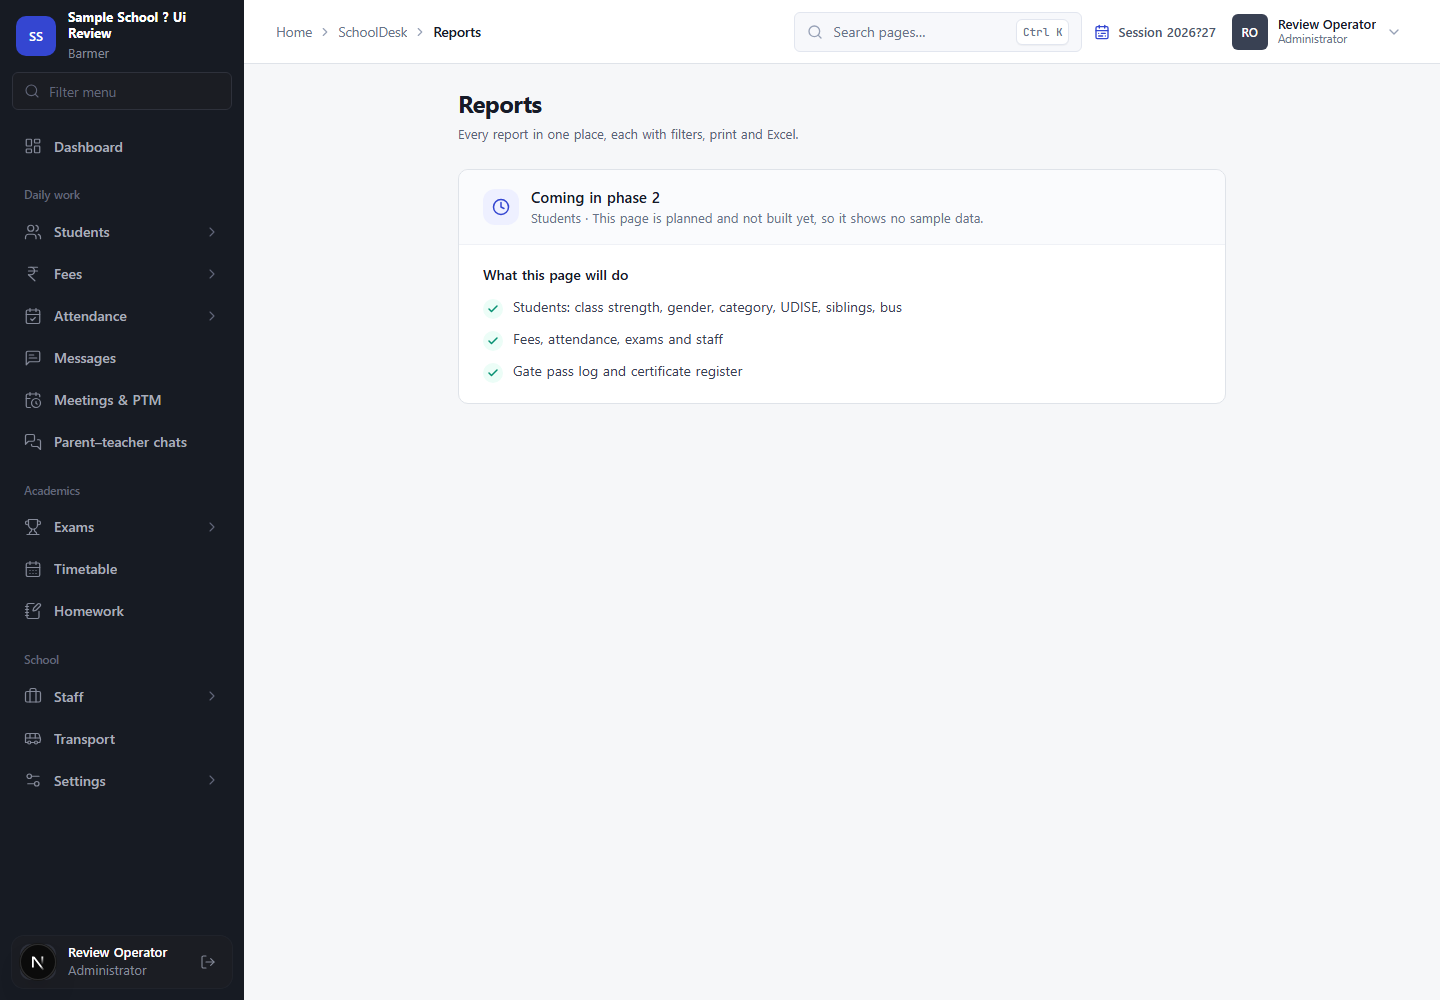 SS
Sample School ? Ui
Review
Barmer
Filter menu
Dashboard
Daily work
Students
Fees
Attendance
Messages
Meetings & PTM
Parent–teacher chats
Academics
Exams
Timetable
Homework
School
Staff
Transport
Settings
N
Review Operator
Administrator
Home > SchoolDesk > Reports
Search pages...
Ctrl K
Session 2026?27
RO
Review Operator
Administrator
Reports
Every report in one place, each with filters, print and Excel.
Coming in phase 2
Students · This page is planned and not built yet, so it shows no sample data.
What this page will do
Students: class strength, gender, category, UDISE, siblings, bus
Fees, attendance, exams and staff
Gate pass log and certificate register